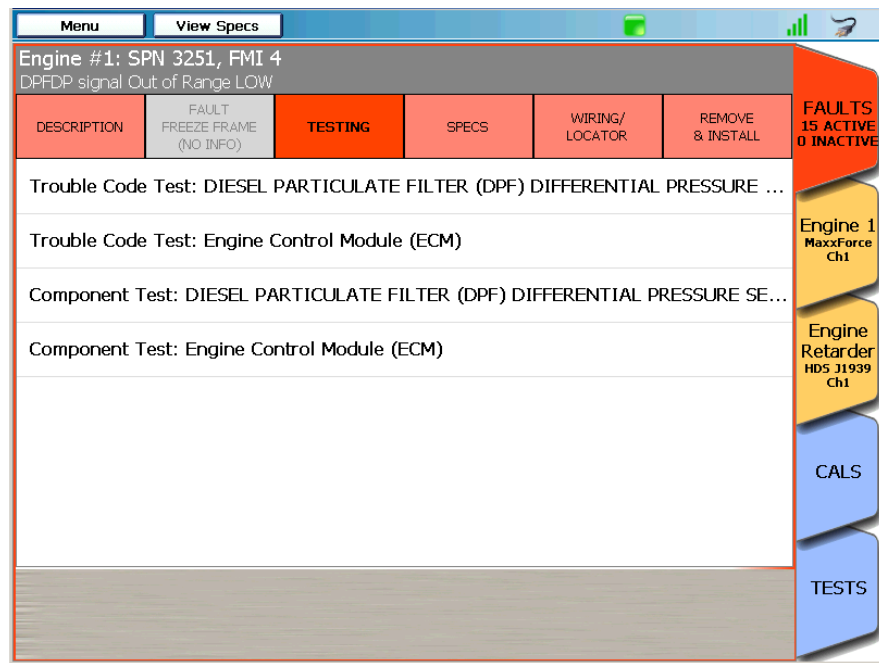 Menu
View Specs
Engine #1: SPN 3251, FMI 4
DPFDP signal Out of Range LOW
DESCRIPTION
FAULT
FREEZE FRAME
(NO INFO)
TESTING
SPECS
WIRING/
LOCATOR
REMOVE
& INSTALL
Trouble Code Test: DIESEL PARTICULATE FILTER (DPF) DIFFERENTIAL PRESSURE ...
Trouble Code Test: Engine Control Module (ECM)
Component Test: DIESEL PARTICULATE FILTER (DPF) DIFFERENTIAL PRESSURE SE...
Component Test: Engine Control Module (ECM)
FAULTS
15 ACTIVE
0 INACTIVE
Engine 1
MaxxForce
Ch1
Engine
Retarder
HDS J1939
Ch1
CALS
TESTS